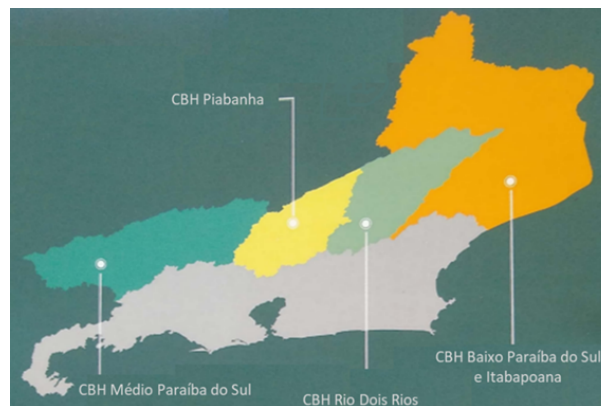 CBH Piabanha
CBH Médio Paraíba do Sul
CBH Rio Dois Rios
CBH Baixo Paraíba do Sul
e Itabapoana